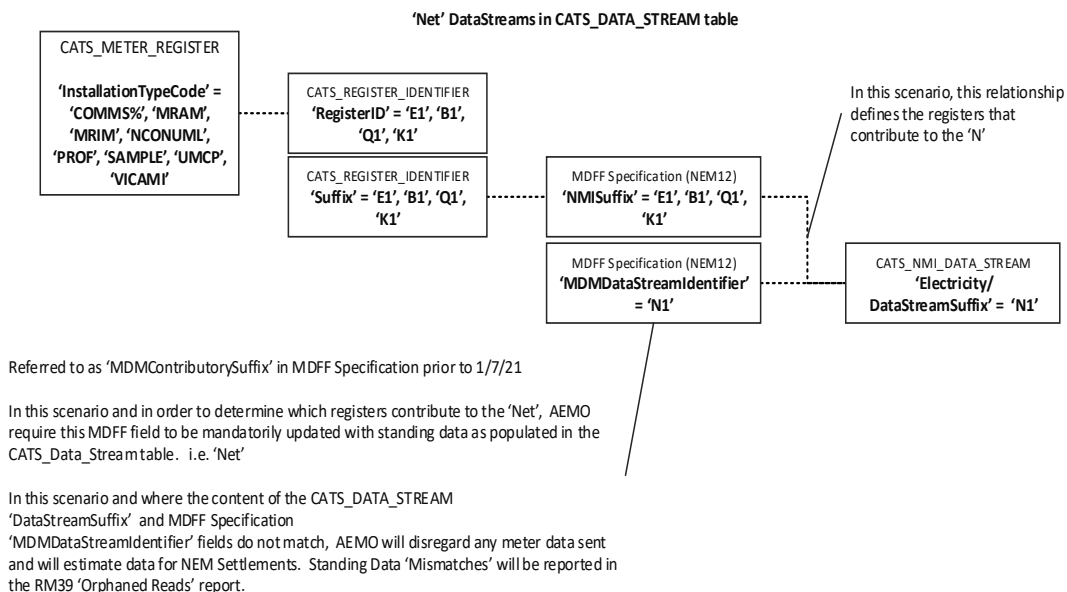 ‘Net’ DataStreams in CATS_DATA_STREAM table
CATS_METER_REGISTER
‘InstallationTypeCode’ =
‘COMMS%’, ‘MRAM’,
‘MRIM’, ‘NCONUML’,
‘PROF’, ‘SAMPLE’, ‘UMCP’,
‘VICAMI’
CATS_REGISTER_IDENTIFIER
‘RegisterID’ = ‘E1’, ‘B1’,
‘Q1’, ‘K1’
CATS_REGISTER_IDENTIFIER
‘Suffix’ = ‘E1’, ‘B1’, ‘Q1’,
‘K1’
MDFF Specification (NEM12)
‘NMISuffix’ = ‘E1’, ‘B1’, ‘Q1’,
‘K1’
MDFF Specification (NEM12)
‘MDMDataStreamIdentifier’
= ‘N1’
In this scenario, this relationship
defines the registers that
contribute to the ‘N’
CATS_NMI_DATA_STREAM
‘Electricity/
DataStreamSuffix’ = ‘N1’
Referred to as ‘MDMContributorySuffix’ in MDFF Specification prior to 1/7/21
In this scenario and in order to determine which registers contribute to the ‘Net’, AEMO
require this MDFF field to be mandatorily updated with standing data as populated in the
CATS_Data_Stream table. i.e. ‘Net’
In this scenario and where the content of the CATS_DATA_STREAM
‘DataStreamSuffix’ and MDFF Specification
‘MDMDataStreamIdentifier’ fields do not match, AEMO will disregard any meter data sent
and will estimate data for NEM Settlements. Standing Data ‘Mismatches’ will be reported in
the RM39 ‘Orphaned Reads’ report.